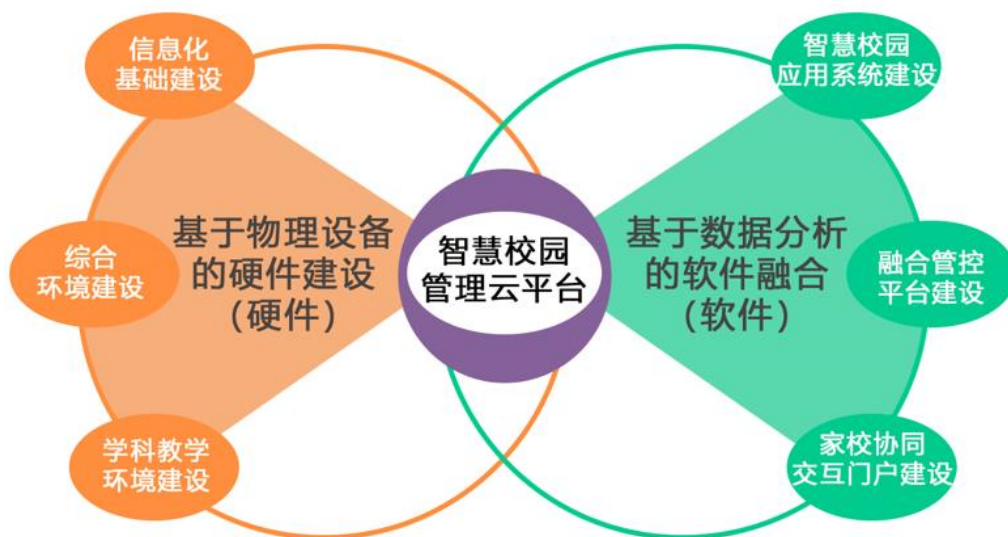 信息化
基础建设
综合
环境建设
学科教学
环境建设
基于物理设备
的硬件建设
（硬件）
智慧校园
管理云平台
基于数据分析
的软件融合
（软件）
智慧校园
应用系统建设
融合管控
平台建设
家校协同
交互门户建设